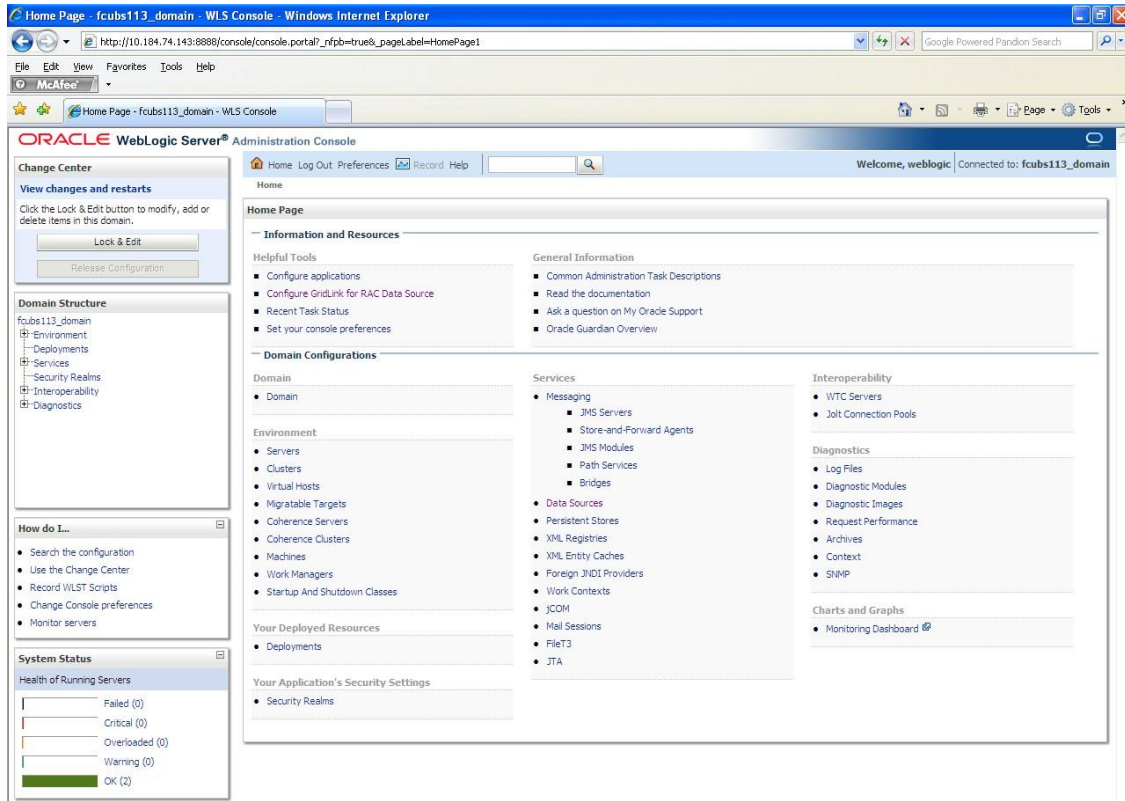 Home Page - fcubs113_domain - WLS Console - Windows Internet Explorer
http://10.184.74.143:8888/console/console.portal?_nfpb=true&_pageLabel=HomePage1
Google Powered Pandion Search
File Edit View Favorites Tools Help
McAfee
Home Page - fcubs113_domain - WLS Console
Page Tools
ORACLE WebLogic Server® Administration Console
Change Center
View changes and restarts
Click the Lock & Edit button to modify, add or
delete items in this domain.
Lock & Edit
Release Configuration
Domain Structure
fcubs113_domain
Environment
Deployments
Services
Security Realms
Interoperability
Diagnostics
How do I...
Search the configuration
Use the Change Center
Record WLST Scripts
Change Console preferences
Monitor servers
System Status
Health of Running Servers
Failed (0)
Critical (0)
Overloaded (0)
Warning (0)
OK (2)
Home Log Out Preferences Record Help
Welcome, weblogic Connected to: fcubs113_domain
Home
Home Page
Information and Resources
Helpful Tools
Configure applications
Configure GridLink for RAC Data Source
Recent Task Status
Set your console preferences
General Information
Common Administration Task Descriptions
Read the documentation
Ask a question on My Oracle Support
Oracle Guardian Overview
Domain Configurations
Domain
Domain
Environment
Servers
Clusters
Virtual Hosts
Migratable Targets
Coherence Servers
Coherence Clusters
Machines
Work Managers
Startup And Shutdown Classes
Your Deployed Resources
Deployments
Your Application's Security Settings
Security Realms
Services
Messaging
JMS Servers
Store-and-Forward Agents
JMS Modules
Path Services
Bridges
Data Sources
Persistent Stores
XML Registries
XML Entity Caches
Foreign JNDI Providers
Work Contexts
jCOM
Mail Sessions
FileT3
JTA
Interoperability
WTC Servers
Jolt Connection Pools
Diagnostics
Log Files
Diagnostic Modules
Diagnostic Images
Request Performance
Archives
Context
SNMP
Charts and Graphs
Monitoring Dashboard